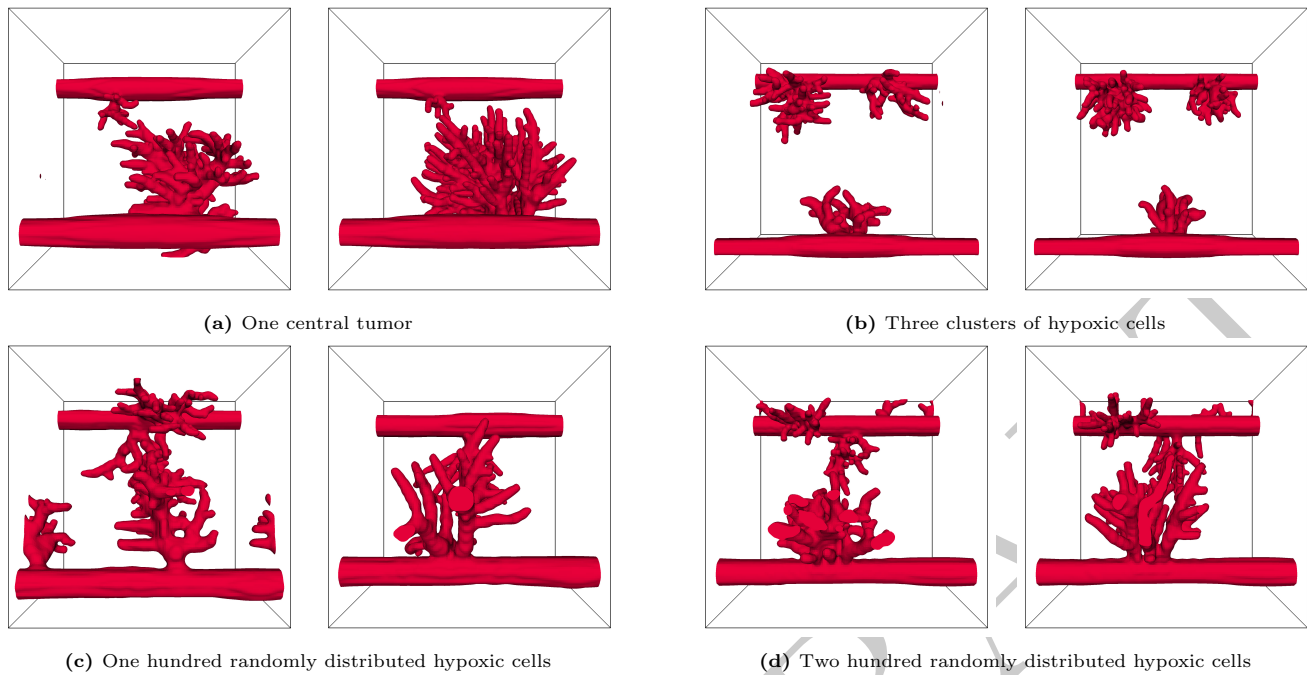 (a) One central tumor
(b) Three clusters of hypoxic cells
(c) One hundred randomly distributed hypoxic cells
(d) Two hundred randomly distributed hypoxic cells